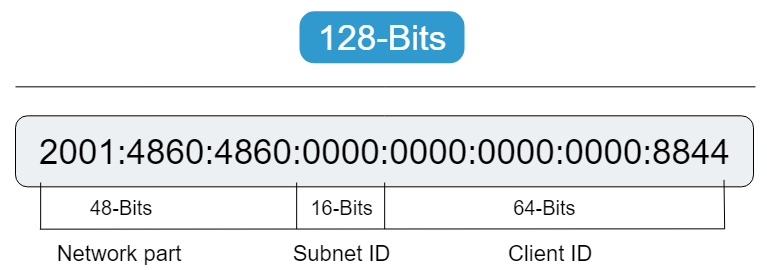 128-Bits
2001:4860:4860:0000:0000:0000:0000:8844
48-Bits 16-Bits 64-Bits
Network part Subnet ID Client ID